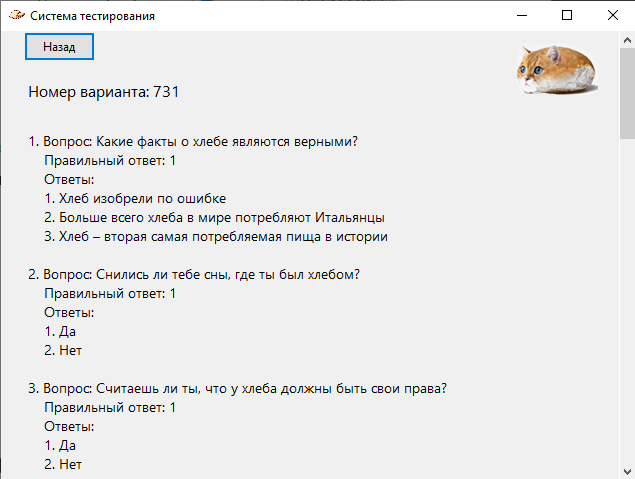 Система тестирования
Назад
Номер варианта: 731
1. Вопрос: Какие факты о хлебе являются верными?
Правильный ответ: 1
Ответы:
1. Хлеб изобрели по ошибке
2. Больше всего хлеба в мире потребляют Итальянцы
3. Хлеб – вторая самая потребляемая пища в истории
2. Вопрос: Снились ли тебе сны, где ты был хлебом?
Правильный ответ: 1
Ответы:
1. Да
2. Нет
3. Вопрос: Считаешь ли ты, что у хлеба должны быть свои права?
Правильный ответ: 1
Ответы:
1. Да
2. Нет